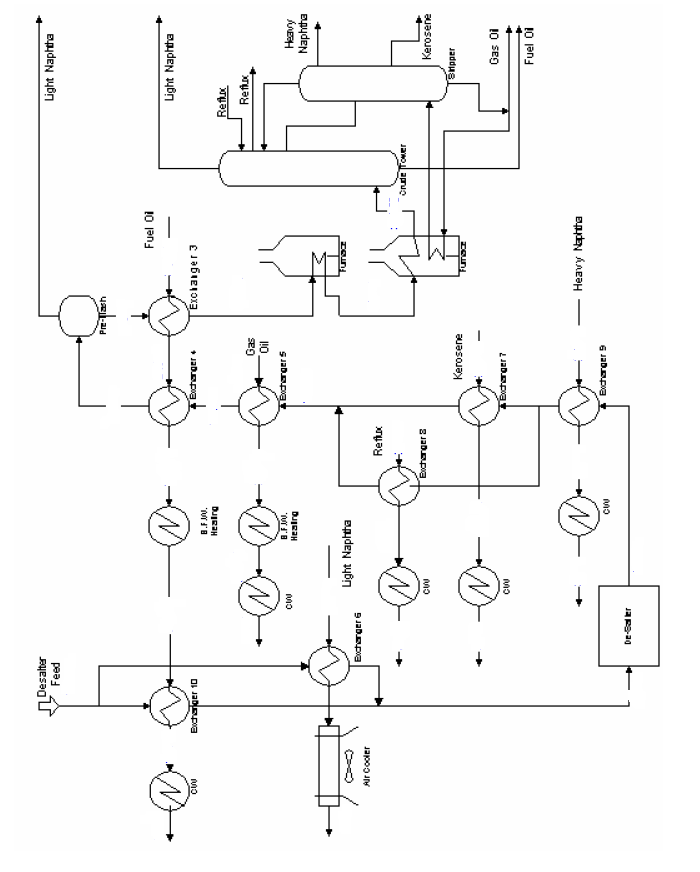 Light Naphtha
Light Naphtha
Heavy
Naphtha
Kerosene
Gas Oil
Fuel Oil
Stripper
Reflux
Reflux
Crude Tower
Fuel Oil
Exchanger 3
Furnace
Furnace
Heavy Naphtha
Pre-Flash
Exchanger 4
Gas
Oil
Exchanger 5
Kerosene
Exchanger 7
Exchanger 9
Reflux
Exchanger 8
B.F.W.
Heating
B.F.W.
Heating
CW
CW
CW
CW
Light Naphtha
De-Salter
Desalter
Feed
Exchanger 6
Exchanger 10
CW
Air Cooler